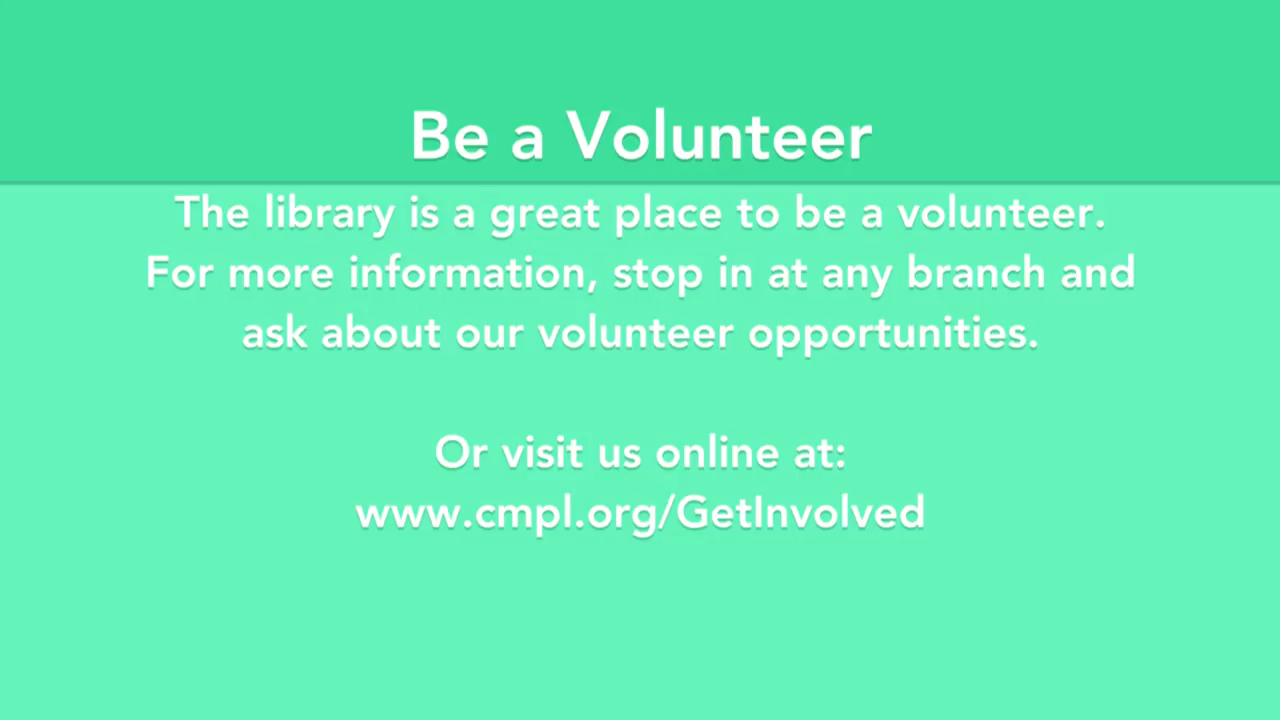 Be a Volunteer
The library is a great place to be a volunteer.
For more information, stop in at any branch and
ask about our volunteer opportunities.
Or visit us online at:
www.cmpl.org/GetInvolved